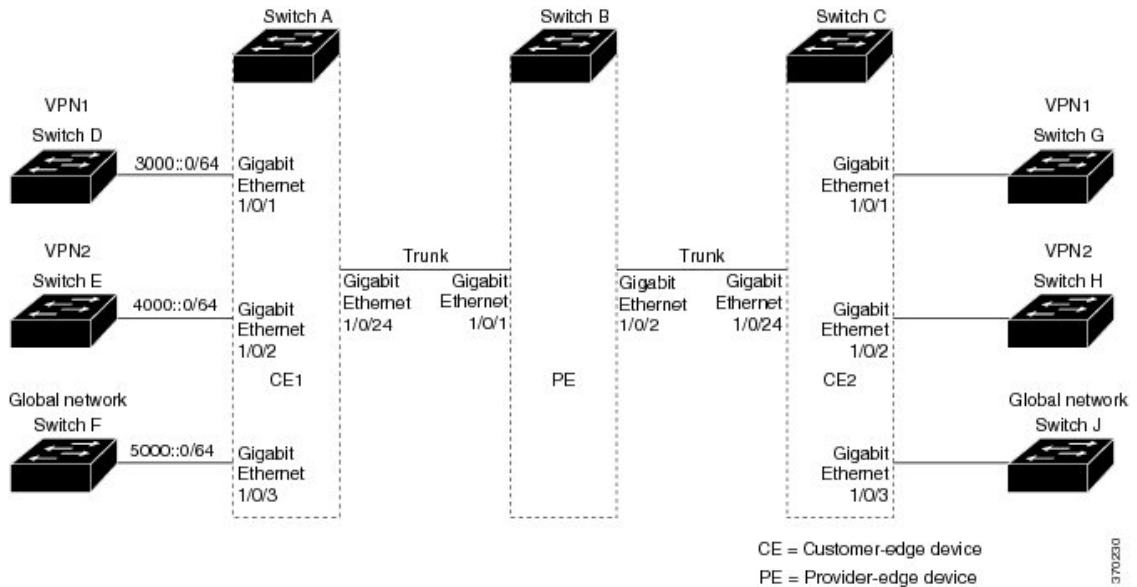 Switch A
Switch B
Switch C
VPN1
Switch D
3000::0/64
Gigabit
Ethernet
1/0/1
VPN2
Switch E
4000::0/64
Gigabit
Ethernet
1/0/2
Global network
Switch F
5000::0/64
Gigabit
Ethernet
1/0/3
CE1
Trunk
Gigabit
Ethernet
1/0/24
Gigabit
Ethernet
1/0/1
PE
Trunk
Gigabit
Ethernet
1/0/2
Gigabit
Ethernet
1/0/24
Gigabit
Ethernet
1/0/1
VPN1
Switch G
Gigabit
Ethernet
1/0/2
VPN2
Switch H
CE2
Gigabit
Ethernet
1/0/3
Global network
Switch J
CE = Customer-edge device
PE = Provider-edge device
370230